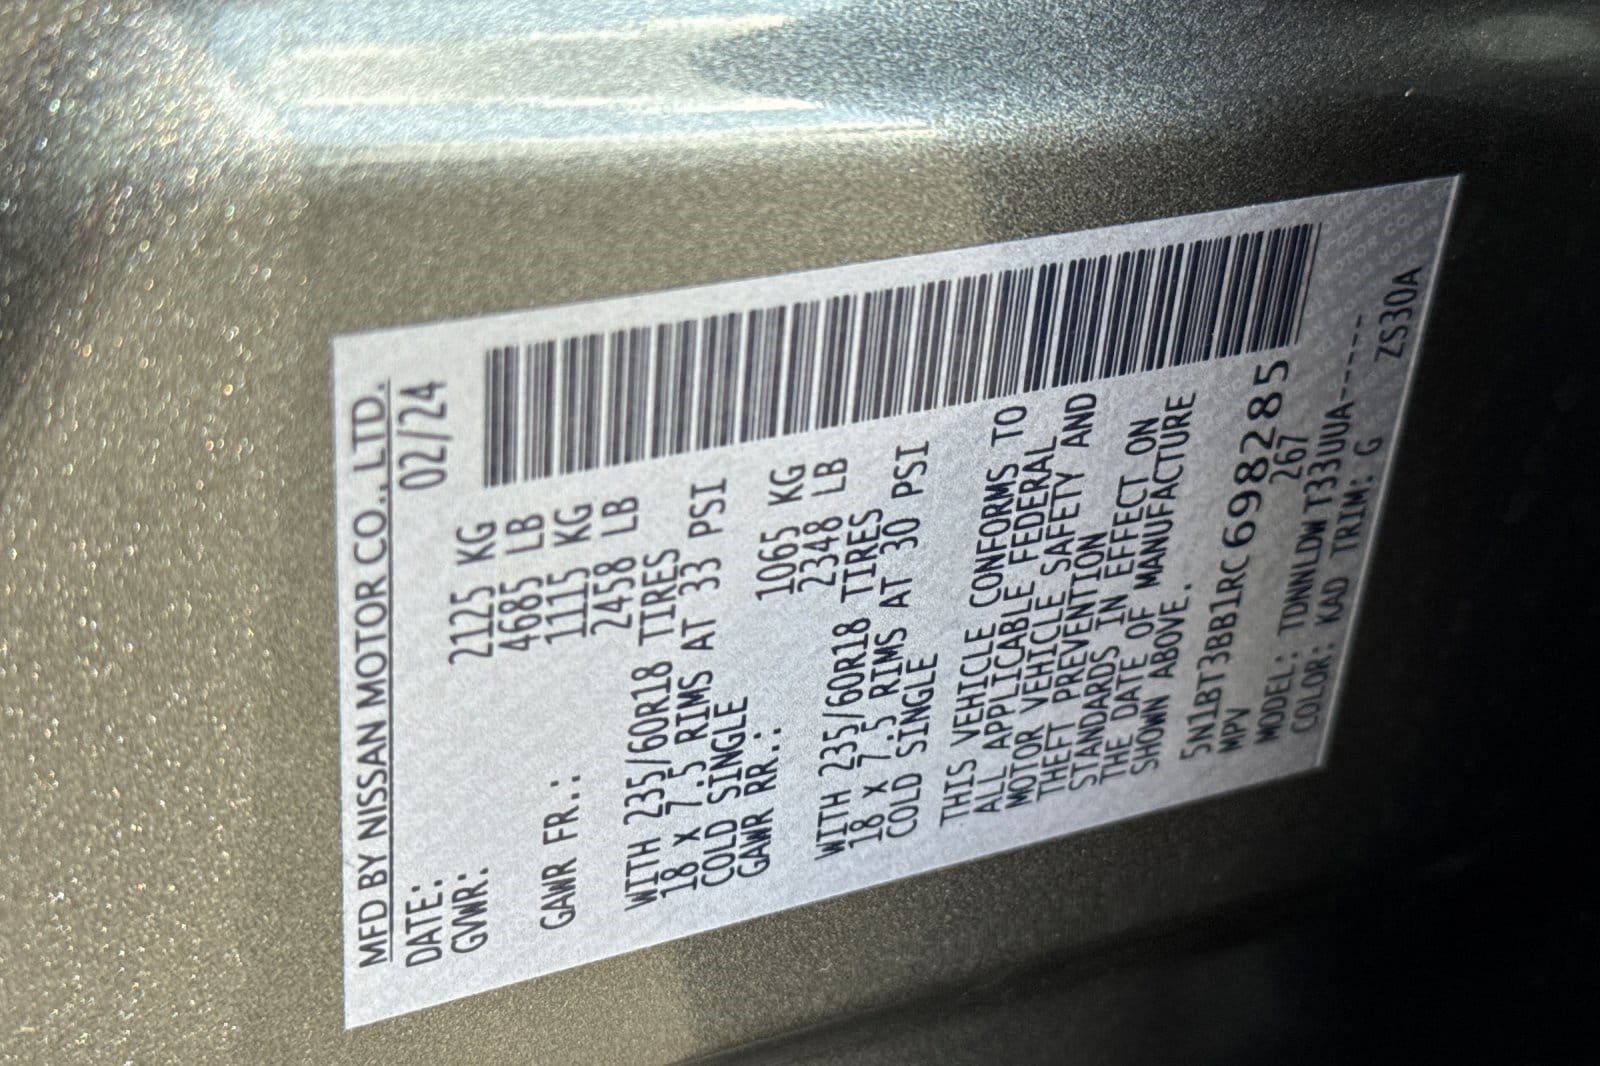 MFD BY NISSAN MOTOR CO., LTD.
DATE: 02/24
GVWR: 2125 KG
4685 LB
GAWR FR.: 1115 KG
2458 LB
WITH 235/60R18 TIRES
18 X 7.5 RIMS AT 33 PSI
COLD SINGLE
GAWR RR.: 1065 KG
2348 LB
WITH 235/60R18 TIRES
18 X 7.5 RIMS AT 30 PSI
COLD SINGLE
THIS VEHICLE CONFORMS TO
ALL APPLICABLE FEDERAL
MOTOR VEHICLE SAFETY AND
THEFT PREVENTION
STANDARDS IN EFFECT ON
THE DATE OF MANUFACTURE
SHOWN ABOVE.
5N1BT3BB1RC698285
MPV 267
MODEL: TDNNLDWT33UUA-----
COLOR: KAD TRIM: G ZS30A